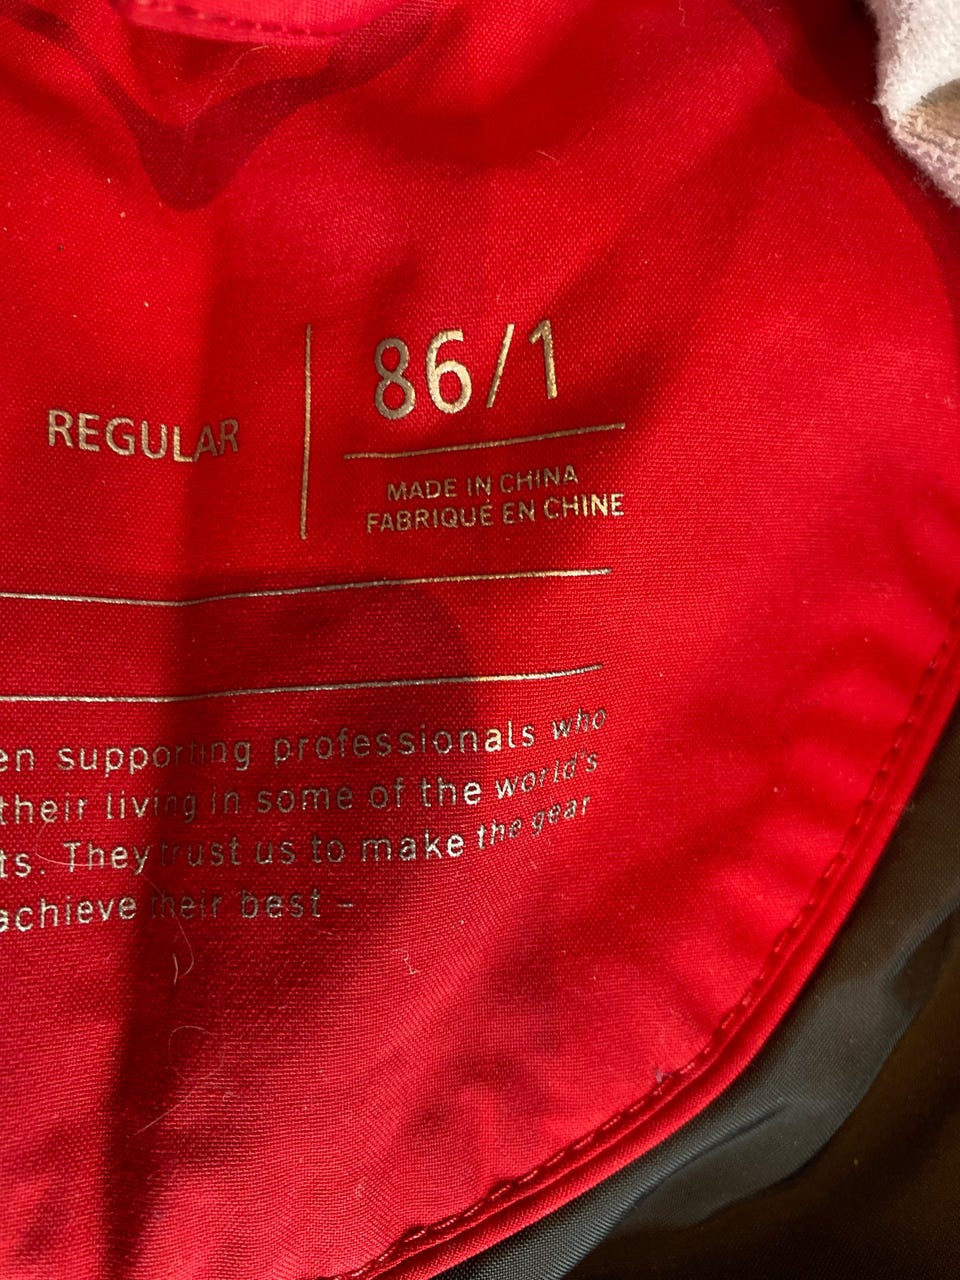 REGULAR
86/1
MADE IN CHINA
FABRIQUÉ EN CHINE
en supporting professionals who
their living in some of the world's
ts. They trust us to make the gear
achieve their best –